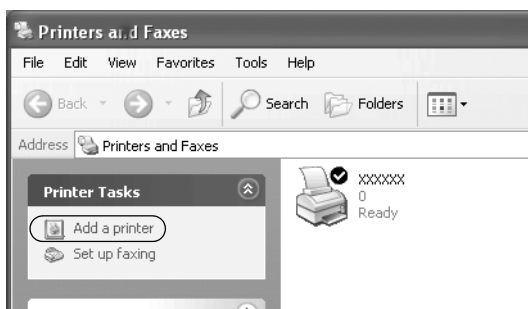 Printers and Faxes
File Edit View Favorites Tools Help
Back Search Folders
Address Printers and Faxes
Printer Tasks
Add a printer
Set up faxing
xxxxxx
0
Ready